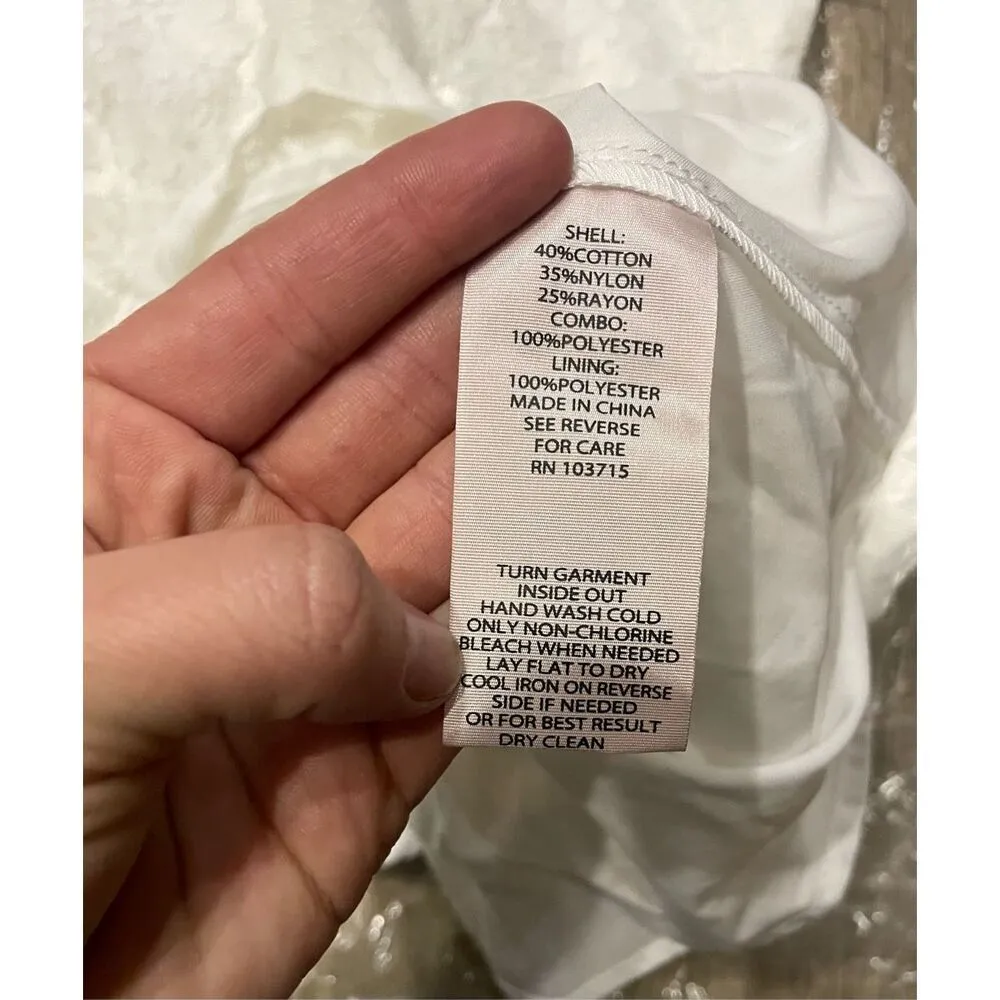 SHELL:
40%COTTON
35%NYLON
25%RAYON
COMBO:
100%POLYESTER
LINING:
100%POLYESTER
MADE IN CHINA
SEE REVERSE
FOR CARE
RN 103715
TURN GARMENT
INSIDE OUT
HAND WASH COLD
ONLY NON-CHLORINE
BLEACH WHEN NEEDED
LAY FLAT TO DRY
COOL IRON ON REVERSE
SIDE IF NEEDED
OR FOR BEST RESULT
DRY CLEAN